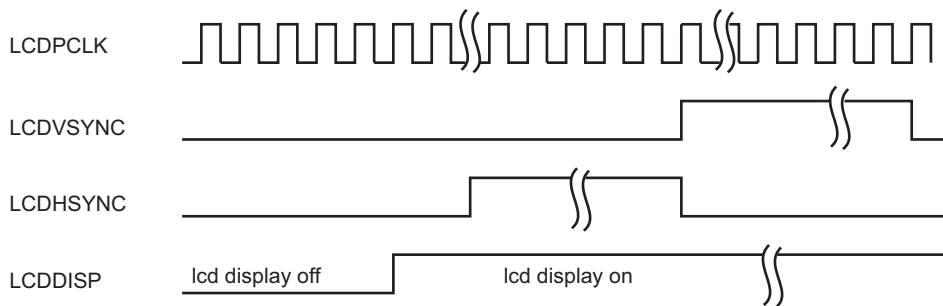 LCDPCLK
LCDVSYNC
LCDHSYNC
LCDDISP
lcd display off
lcd display on